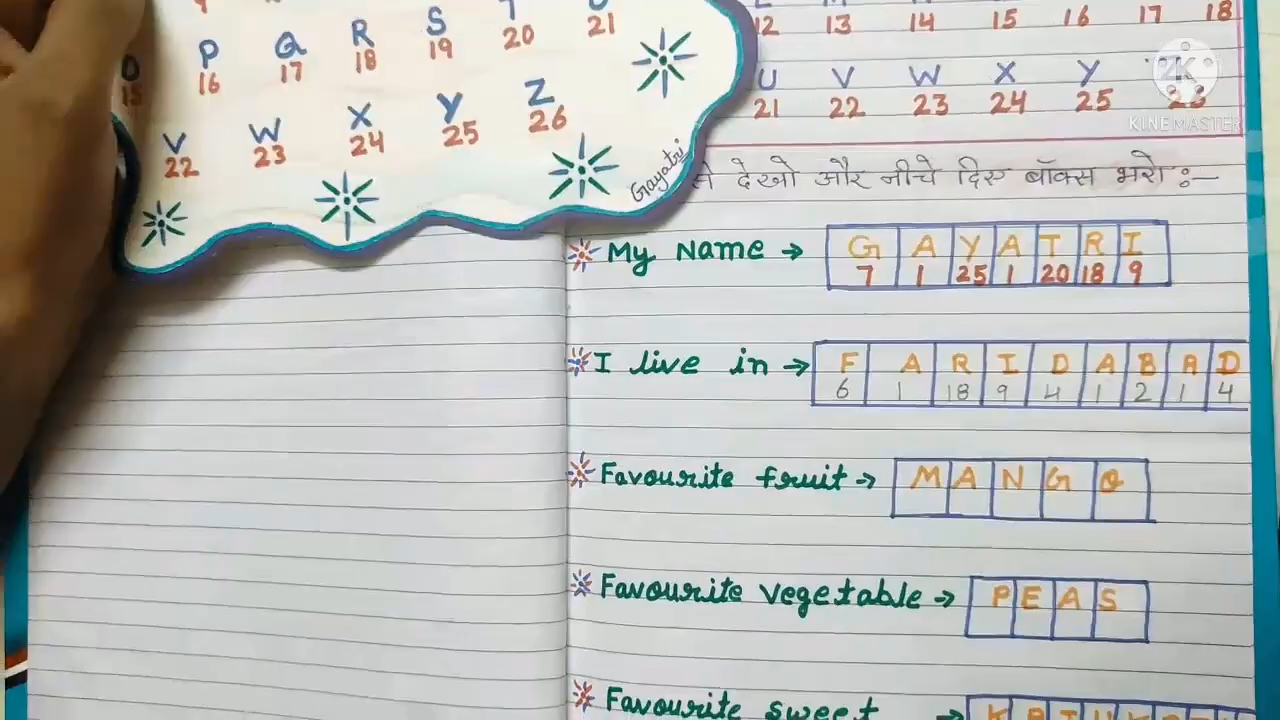 P Q R S T U
16 17 18 19 20 21
V W X Y Z
22 23 24 25 26
Gayatri
12 13 14 15 16 17 18
U V W X Y
21 22 23 24 25
KINEMASTER
देखो और नीचे दिए बॉक्स भरो :-
My Name → G A Y A T R I
7 1 25 1 20 18 9
I live in → F A R I D A B A D
6 1 18 9 4 1 2 1 4
Favourite fruit → M A N G O
Favourite vegetable → P E A S
Favourite sweet →